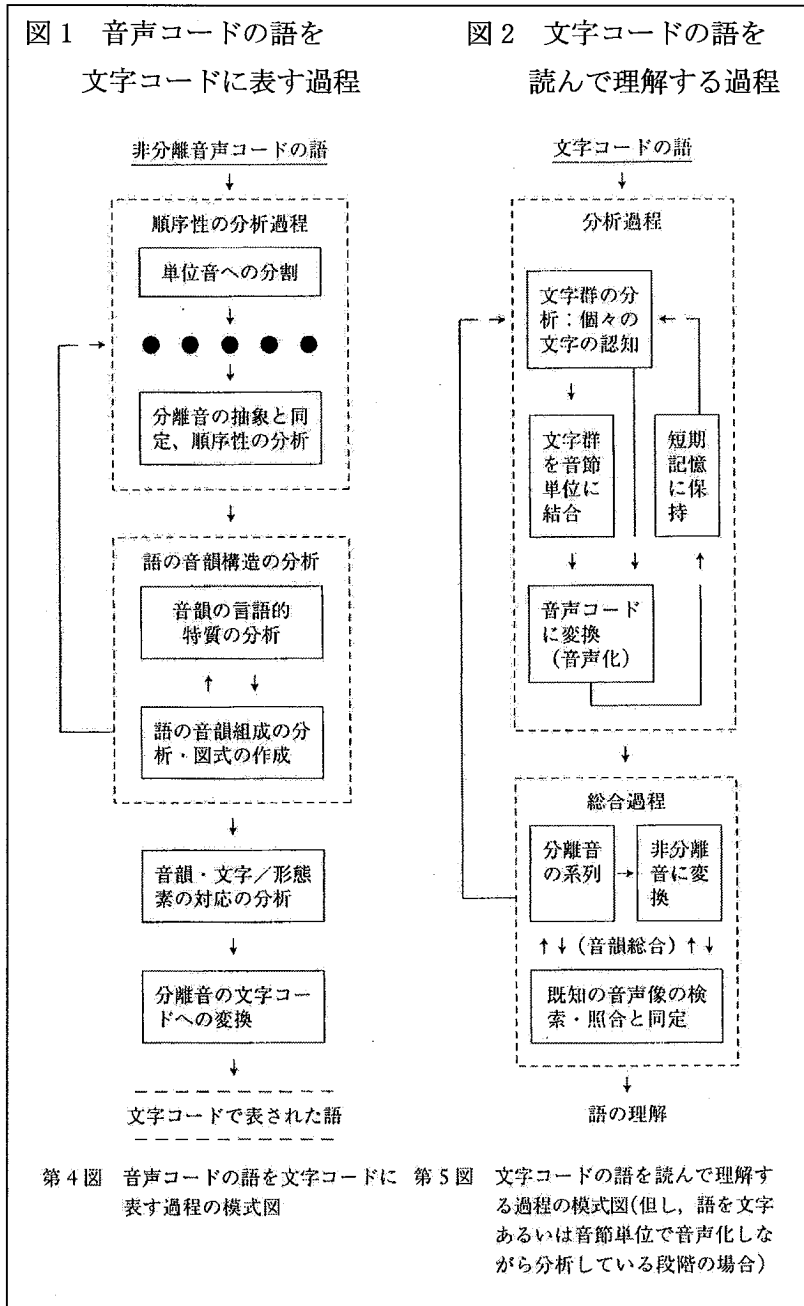 図1 音声コードの語を
文字コードに表す過程
非分離音声コードの語
順序性の分析過程
単位音への分割
分離音の抽象と同
定、順序性の分析
語の音韻構造の分析
音韻の言語的
特質の分析
語の音韻組成の分
析・図式の作成
音韻・文字/形態
素の対応の分析
分離音の文字コー
ドへの変換
文字コードで表された語
第4図 音声コードの語を文字コードに
表す過程の模式図
図2 文字コードの語を
読んで理解する過程
文字コードの語
分析過程
文字群の分
析:個々の
文字の認知
文字群
を音節
単位に
結合
短期
記憶
に保
持
音声コード
に変換
(音声化)
総合過程
分離音
の系列
非分離
音に変
換
(音韻総合)
既知の音声像の検
索・照合と同定
語の理解
第5図 文字コードの語を読んで理解す
る過程の模式図(但し,語を文字
あるいは音節単位で音声化しな
がら分析している段階の場合)